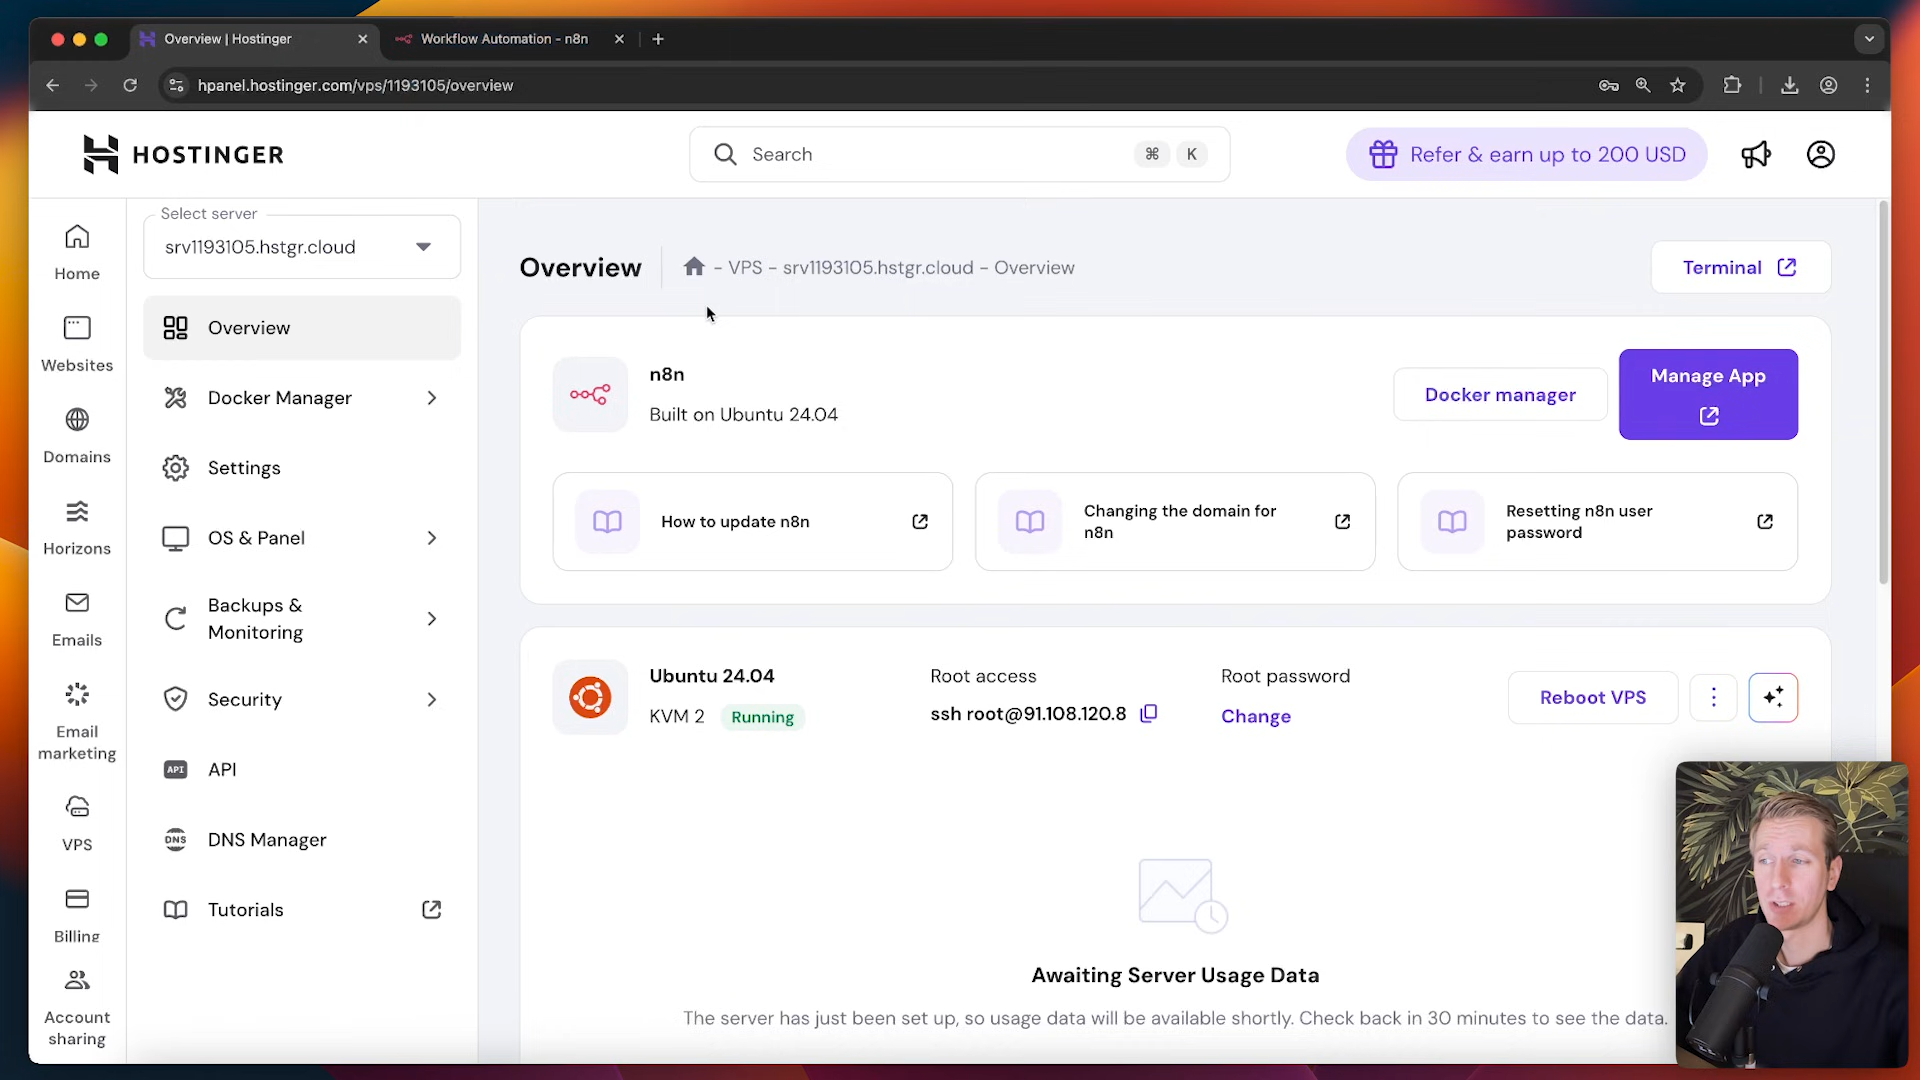 Overview | Hostinger
Workflow Automation - n8n
hpanel.hostinger.com/vps/1193105/overview
HOSTINGER
Search
⌘
K
Refer & earn up to 200 USD
Home
Websites
Domains
Horizons
Emails
Email
marketing
VPS
Billing
Account
sharing
Select server
srv1193105.hstgr.cloud
Overview
Docker Manager
Settings
OS & Panel
Backups &
Monitoring
Security
API
API
DNS
DNS Manager
Tutorials
Overview
- VPS - srv1193105.hstgr.cloud - Overview
Terminal
n8n
Built on Ubuntu 24.04
Docker manager
Manage App
How to update n8n
Changing the domain for
n8n
Resetting n8n user
password
Ubuntu 24.04
KVM 2
Running
Root access
ssh root@91.108.120.8
Root password
Change
Reboot VPS
Awaiting Server Usage Data
The server has just been set up, so usage data will be available shortly. Check back in 30 minutes to see the data.